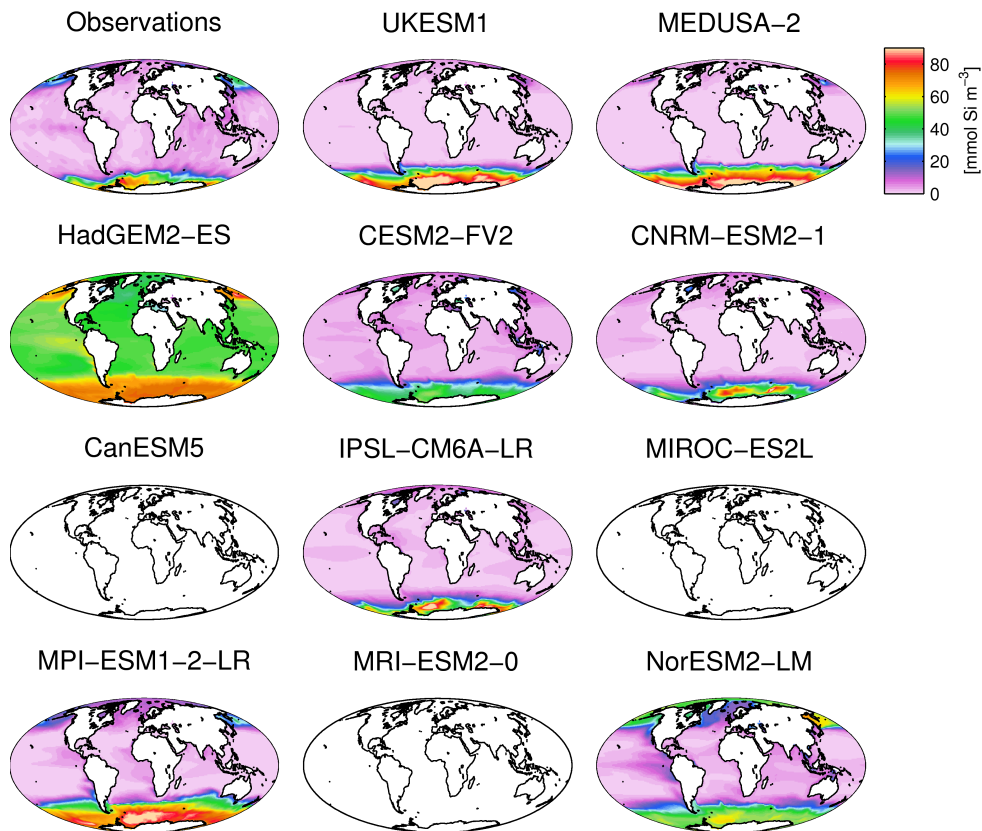 Observations UKESM1 MEDUSA−2
80
60
40
20
0
[mmol Si m⁻³]
HadGEM2−ES CESM2−FV2 CNRM−ESM2−1
CanESM5 IPSL−CM6A−LR MIROC−ES2L
MPI−ESM1−2−LR MRI−ESM2−0 NorESM2−LM